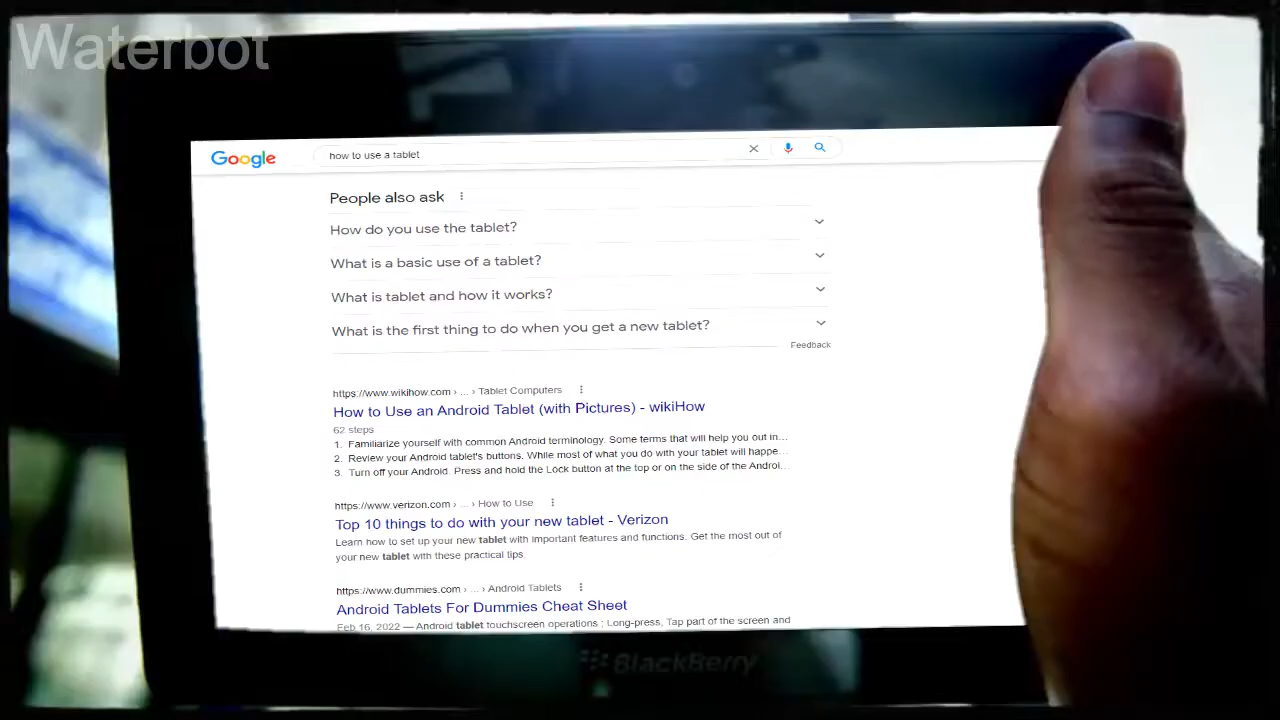 Waterbot
Google
how to use a tablet
People also ask
How do you use the tablet?
What is a basic use of a tablet?
What is tablet and how it works?
What is the first thing to do when you get a new tablet?
Feedback
https://www.wikihow.com › ... › Tablet Computers
How to Use an Android Tablet (with Pictures) - wikiHow
62 steps
1. Familiarize yourself with common Android terminology. Some terms that will help you out in...
2. Review your Android tablet's buttons. While most of what you do with your tablet will happe...
3. Turn off your Android. Press and hold the Lock button at the top or on the side of the Androi...
https://www.verizon.com › ... › How to Use
Top 10 things to do with your new tablet - Verizon
Learn how to set up your new tablet with important features and functions. Get the most out of
your new tablet with these practical tips.
https://www.dummies.com › ... › Android Tablets
Android Tablets For Dummies Cheat Sheet
Feb 16, 2022 — Android tablet touchscreen operations ; Long-press, Tap part of the screen and
BlackBerry